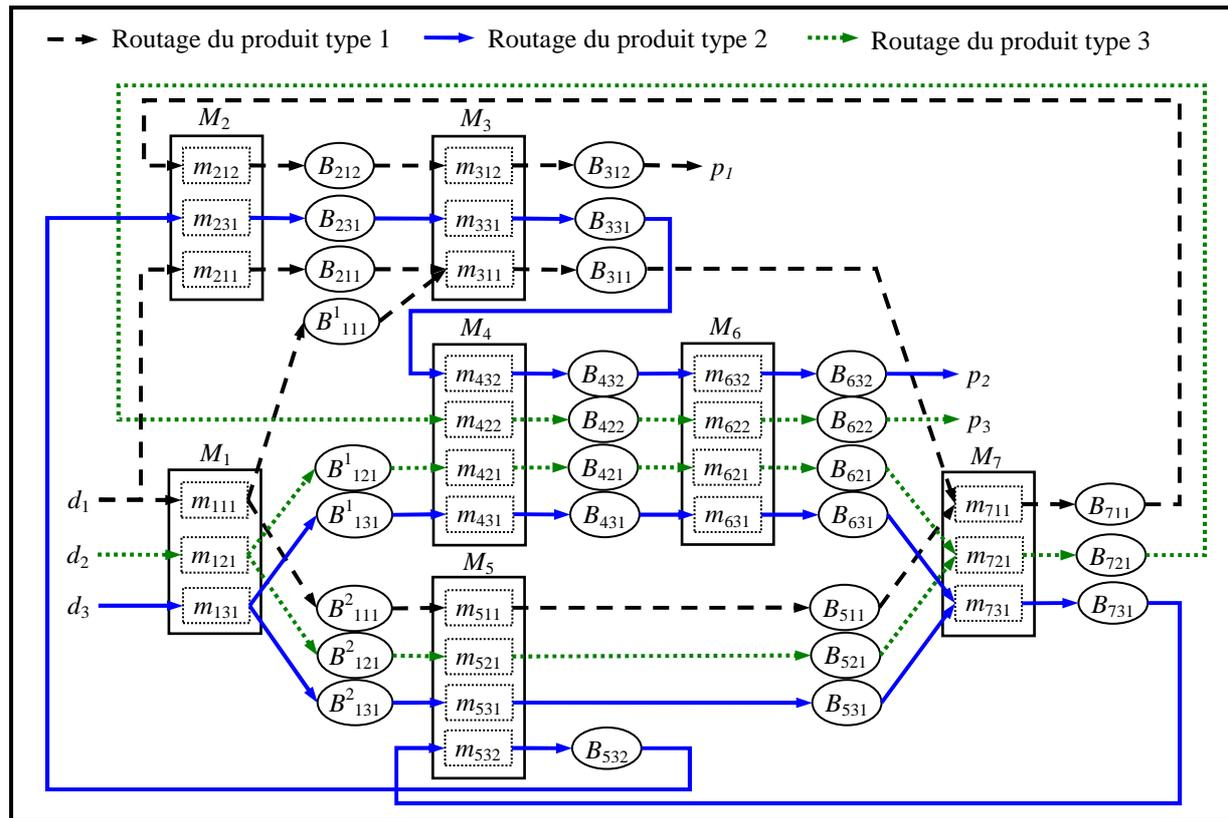 Routage du produit type 1 Routage du produit type 2 Routage du produit type 3
M₂ M₃
m₂₁₂ B₂₁₂ m₃₁₂ B₃₁₂ p₁
m₂₃₁ B₂₃₁ m₃₃₁ B₃₃₁
m₂₁₁ B₂₁₁ m₃₁₁ B₃₁₁
B¹₁₁₁
M₄ M₆
m₄₃₂ B₄₃₂ m₆₃₂ B₆₃₂ p₂
m₄₂₂ B₄₂₂ m₆₂₂ B₆₂₂ p₃
M₁ M₇
B¹₁₂₁ m₄₂₁ B₄₂₁ m₆₂₁ B₆₂₁
d₁ m₁₁₁ m₇₁₁ B₇₁₁
B¹₁₃₁ m₄₃₁ B₄₃₁ m₆₃₁ B₆₃₁
d₂ m₁₂₁ m₇₂₁ B₇₂₁
M₅
d₃ m₁₃₁ B²₁₁₁ m₅₁₁ B₅₁₁ m₇₃₁ B₇₃₁
B²₁₂₁ m₅₂₁ B₅₂₁
B²₁₃₁ m₅₃₁ B₅₃₁
m₅₃₂ B₅₃₂